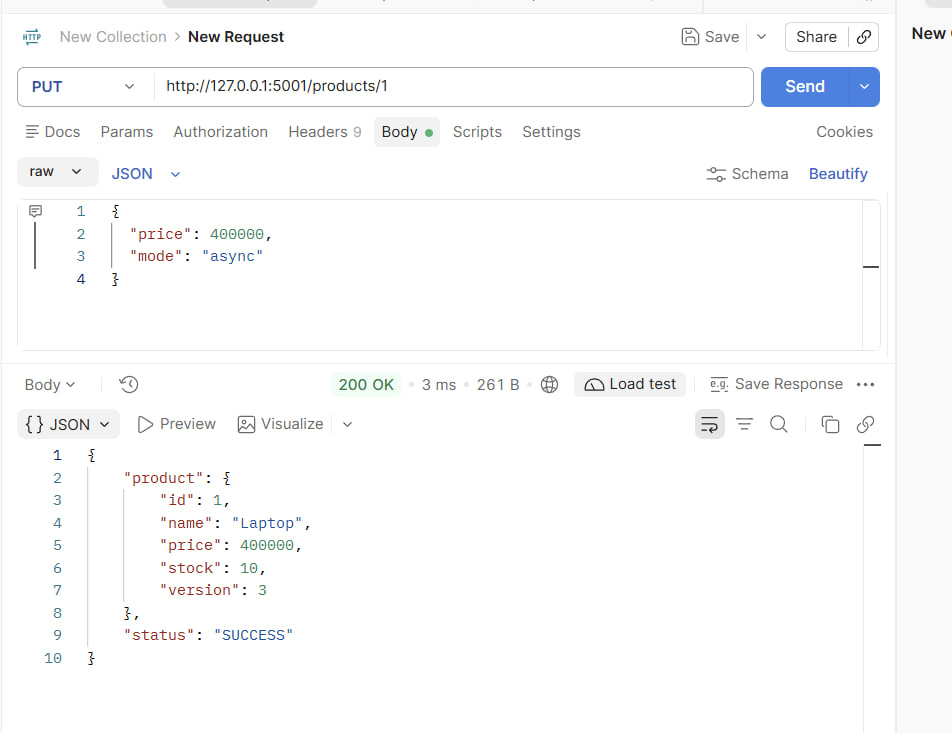 HTTP New Collection > New Request Save Share New
PUT http://127.0.0.1:5001/products/1 Send
Docs Params Authorization Headers 9 Body Scripts Settings Cookies
raw JSON Schema Beautify
1 {
2 "price": 400000,
3 "mode": "async"
4 }
Body 200 OK • 3 ms • 261 B Load test e.g. Save Response
{} JSON Preview Visualize
1 {
2 "product": {
3 "id": 1,
4 "name": "Laptop",
5 "price": 400000,
6 "stock": 10,
7 "version": 3
8 },
9 "status": "SUCCESS"
10 }